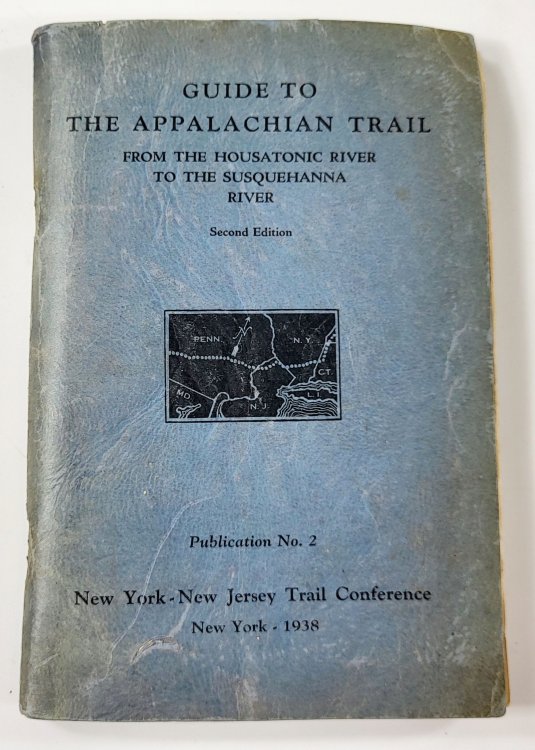 GUIDE TO
THE APPALACHIAN TRAIL
FROM THE HOUSATONIC RIVER
TO THE SUSQUEHANNA
RIVER
Second Edition
PENN.
N
N.Y.
CT.
MD.
N.J.
L.I.
Publication No. 2
New York-New Jersey Trail Conference
New York - 1938